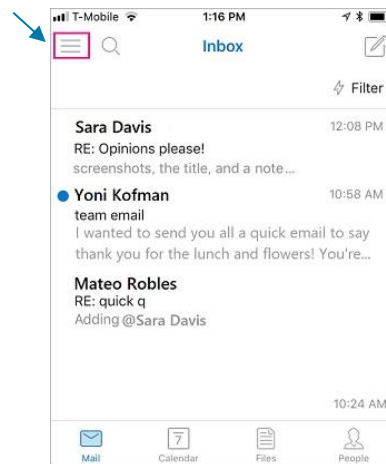 T-Mobile 1:16 PM
Inbox
Filter
Sara Davis 12:08 PM
RE: Opinions please!
screenshots, the title, and a note...
Yoni Kofman 10:58 AM
team email
I wanted to send you all a quick email to say
thank you for the lunch and flowers! You're...
Mateo Robles
RE: quick q
Adding @Sara Davis
10:24 AM
7
Mail Calendar Files People